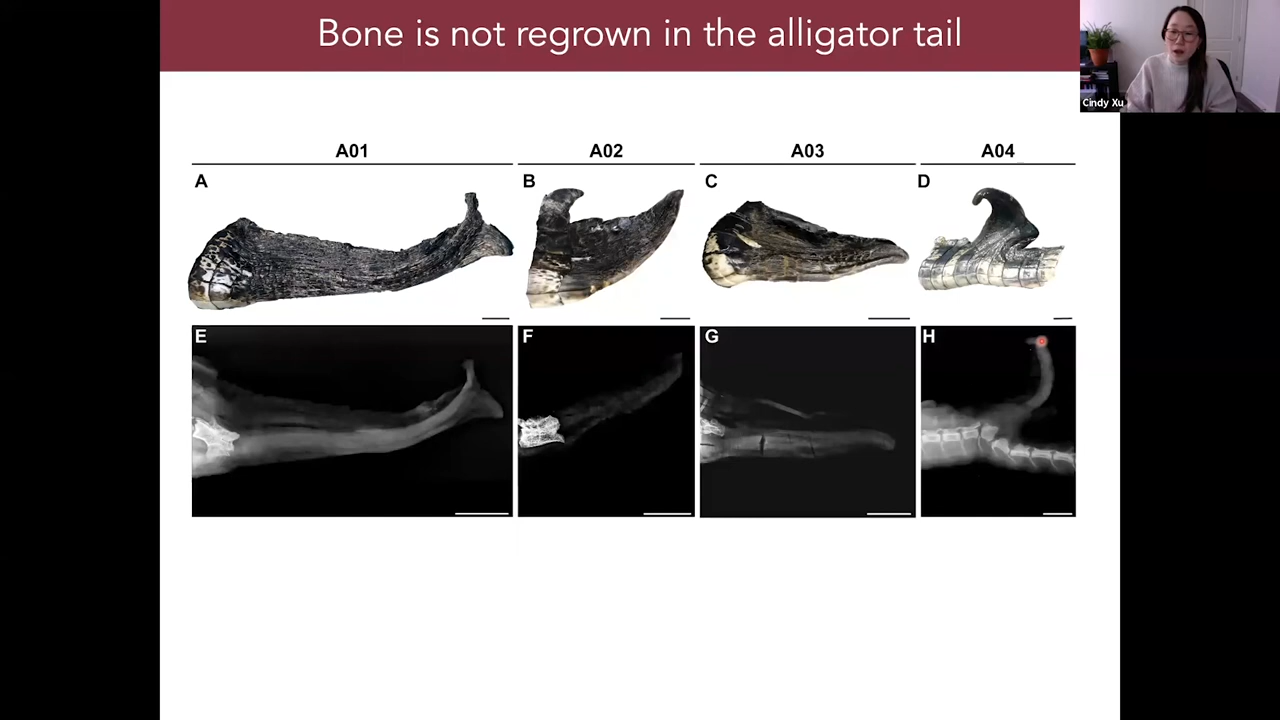 Bone is not regrown in the alligator tail
Cindy Xu
A01
A02
A03
A04
A
B
C
D
E
F
G
H